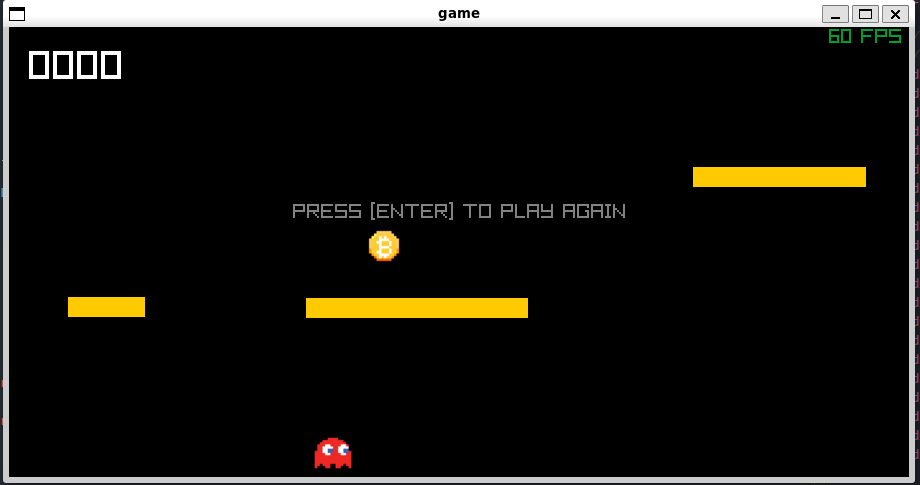 game
60 FPS
0000
PRESS [ENTER] TO PLAY AGAIN
₿